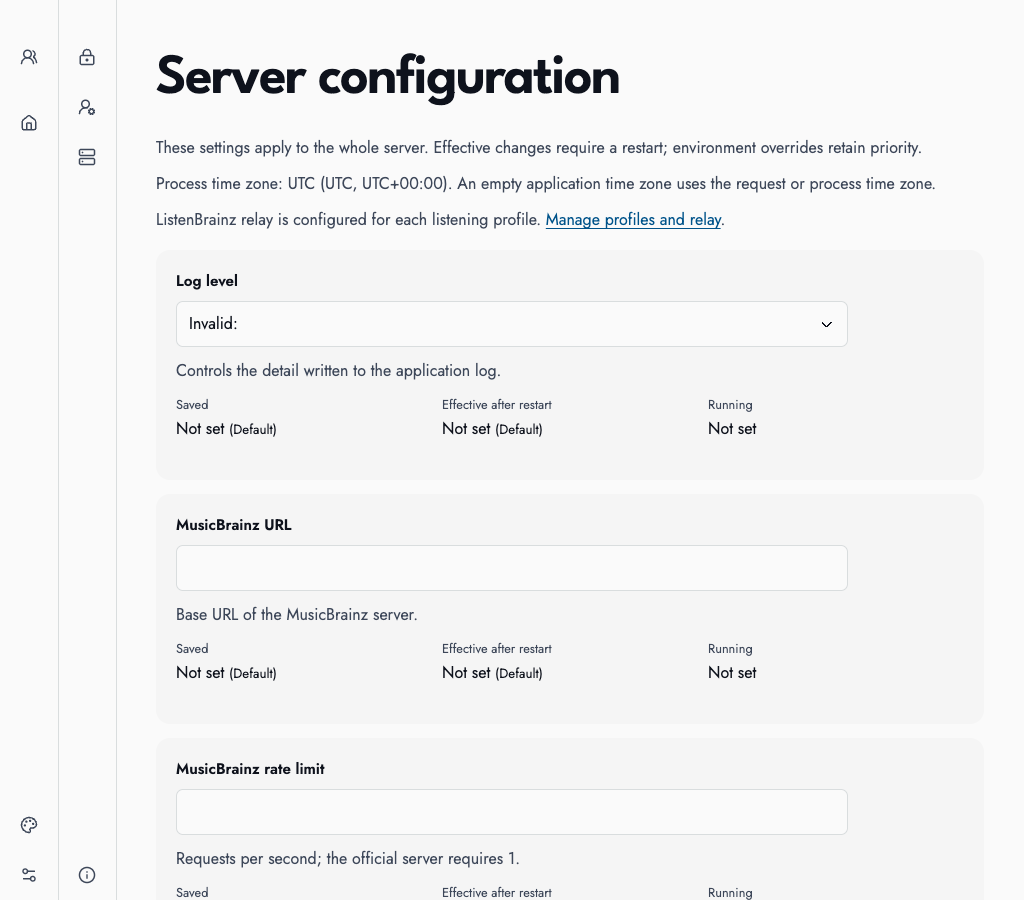 Server configuration
These settings apply to the whole server. Effective changes require a restart; environment overrides retain priority.
Process time zone: UTC (UTC, UTC+00:00). An empty application time zone uses the request or process time zone.
ListenBrainz relay is configured for each listening profile. Manage profiles and relay.
Log level
Invalid:
Controls the detail written to the application log.
Saved Effective after restart Running
Not set (Default) Not set (Default) Not set
MusicBrainz URL
Base URL of the MusicBrainz server.
Saved Effective after restart Running
Not set (Default) Not set (Default) Not set
MusicBrainz rate limit
Requests per second; the official server requires 1.
Saved Effective after restart Running